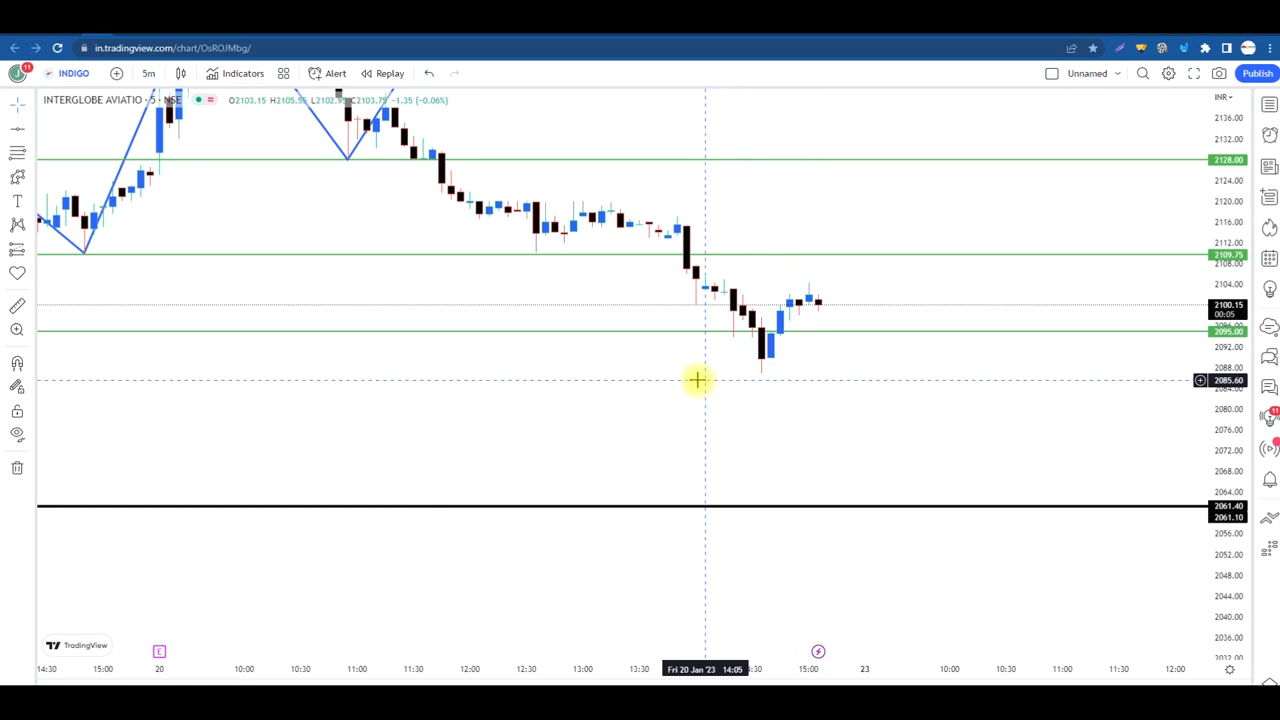 in.tradingview.com/chart/OsROJMbg/
11
INDIGO
5m
Indicators
Alert
Replay
Unnamed
Publish
INTERGLOBE AVIATIO · 5 · NSE
O2103.15 H2105.55 L2102.95 C2103.75 −1.35 (−0.06%)
INR
2136.00
2132.00
2128.00
2124.00
2120.00
2116.00
2112.00
2109.75
2108.00
2104.00
2100.15
00:05
2095.00
2092.00
2088.00
2085.60
2080.00
2076.00
2072.00
2068.00
2064.00
2061.40
2061.10
2056.00
2052.00
2048.00
2044.00
2040.00
2036.00
2032.00
11
TradingView
E
14:30 15:00 20 10:00 10:30 11:00 11:30 12:00 12:30 13:00 13:30 Fri 20 Jan '23 14:05 4:30 15:00 23 10:00 10:30 11:00 11:30 12:00